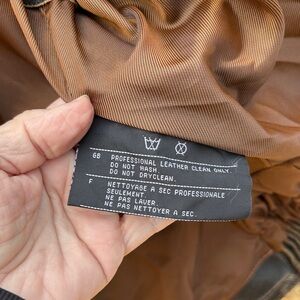 GB PROFESSIONAL LEATHER CLEAN ONLY.
DO NOT WASH.
DO NOT DRYCLEAN.
F NETTOYAGE A SEC PROFESSIONALE
SEULEMENT.
NE PAS LAVER.
NE PAS NETTOYER A SEC.